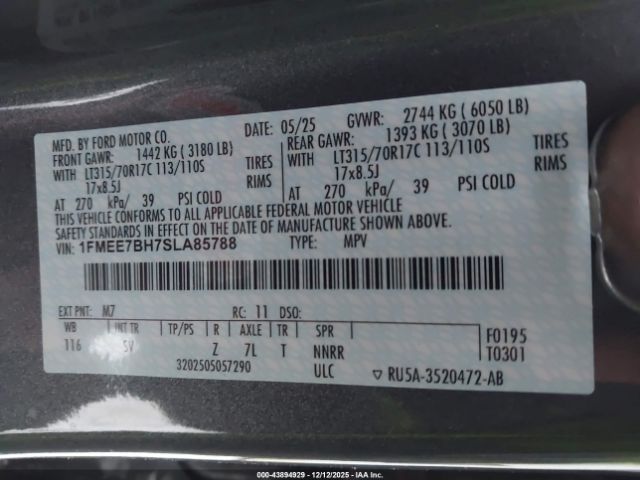 MFD. BY FORD MOTOR CO. DATE: 05/25 GVWR: 2744 KG ( 6050 LB)
FRONT GAWR: 1442 KG ( 3180 LB) REAR GAWR: 1393 KG ( 3070 LB)
WITH LT315/70R17C 113/110S TIRES WITH LT315/70R17C 113/110S TIRES
17x8.5J RIMS 17x8.5J RIMS
AT 270 kPa/ 39 PSI COLD AT 270 kPa/ 39 PSI COLD
THIS VEHICLE CONFORMS TO ALL APPLICABLE FEDERAL MOTOR VEHICLE
SAFETY STANDARDS IN EFFECT ON THE DATE OF MANUFACTURE SHOWN ABOVE.
VIN: 1FMEE7BH7SLA85788 TYPE: MPV
EXT PNT: M7 RC: 11 DSO:
WB INT TR TP/PS R AXLE TR SPR
116 SV Z 7L T NNRR
F0195
T0301
3202505057290 ULC ▽ RU5A-3520472-AB
00-43894929 - 12/12/2025 - IAA Inc.